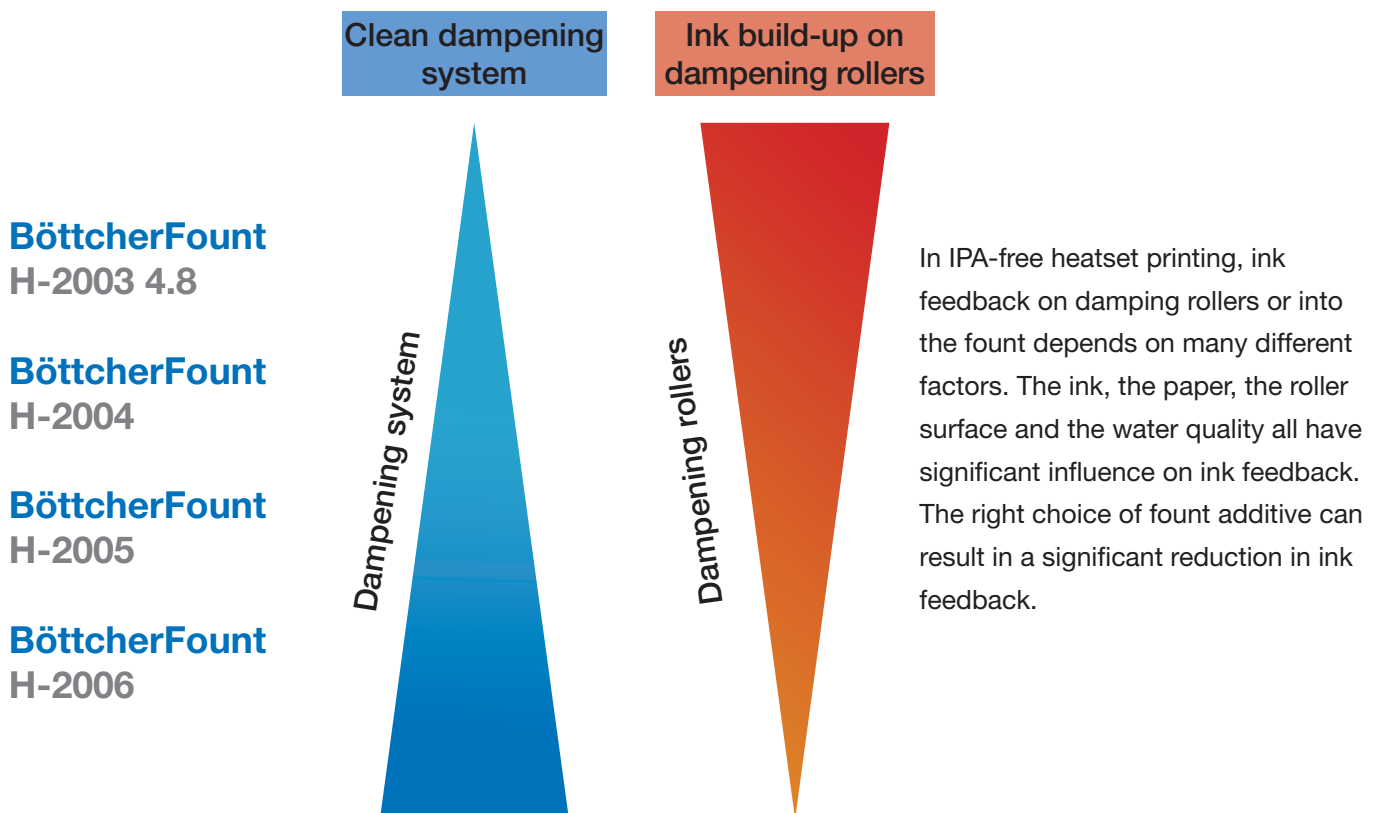 Clean dampening
system
Ink build-up on
dampening rollers
BöttcherFount
H-2003 4.8
BöttcherFount
H-2004
BöttcherFount
H-2005
BöttcherFount
H-2006
Dampening system
Dampening rollers
In IPA-free heatset printing, ink
feedback on damping rollers or into
the fount depends on many different
factors. The ink, the paper, the roller
surface and the water quality all have
significant influence on ink feedback.
The right choice of fount additive can
result in a significant reduction in ink
feedback.